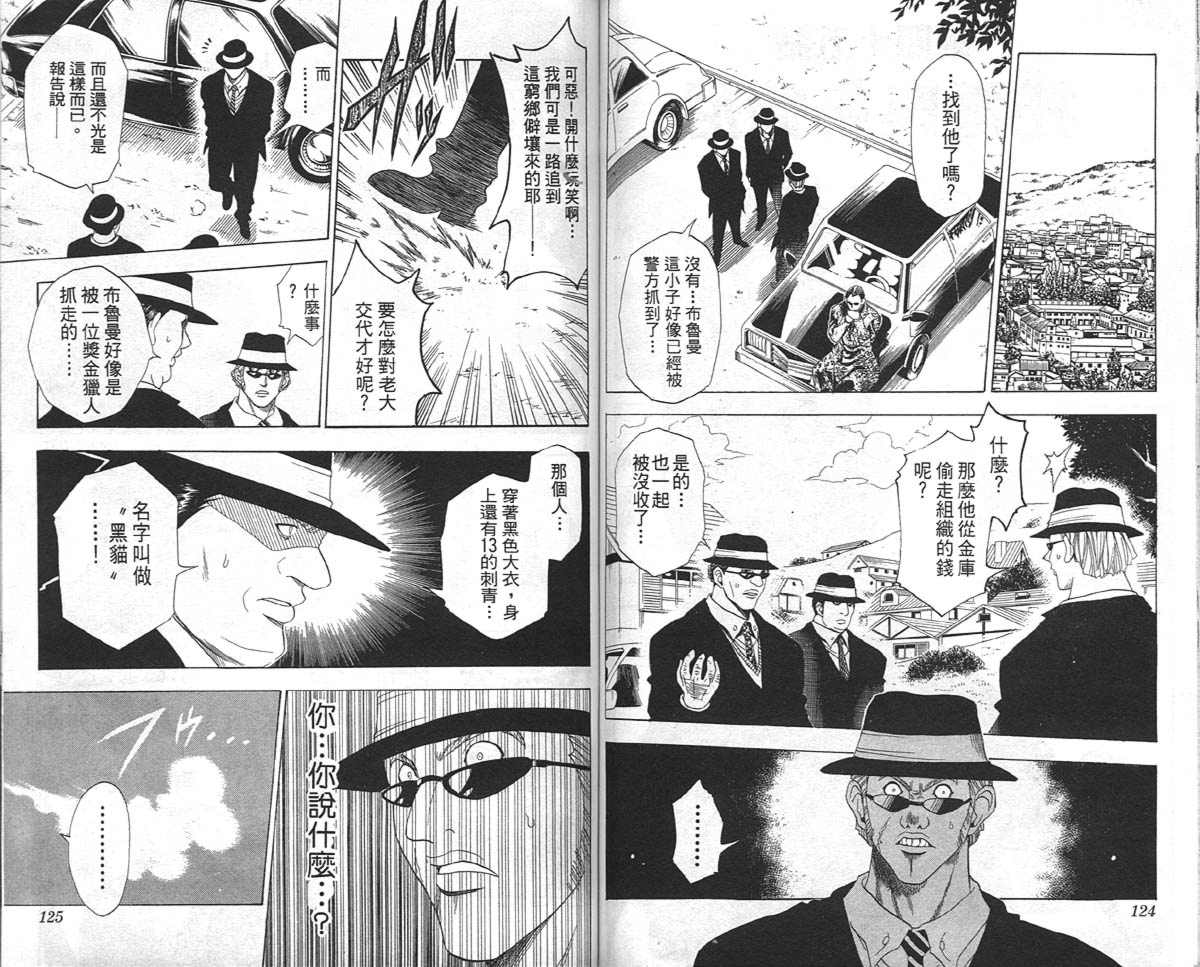 …找到他了嗎？
沒有…布魯曼
這小子好像已經被
警方抓到了…
什麼？
那麼他從金庫
偷走組織的錢
呢？
是的…
也一起
被沒收了…
………
124
可惡！開什麼玩笑啊…
我們可是一路追到
這窮鄉僻壤來的耶——！
要怎麼對老大
交代才好呢？
而
………
而且還不光是
這樣而已。
報告說——
什麼事
？
布魯曼好像是
被一位獎金獵人
抓走的……
那個人…
穿著黑色大衣，身
上還有13的刺青…
名字叫做
〝黑貓〞
………！
你…你說什麼…？
フゥ…
………
125